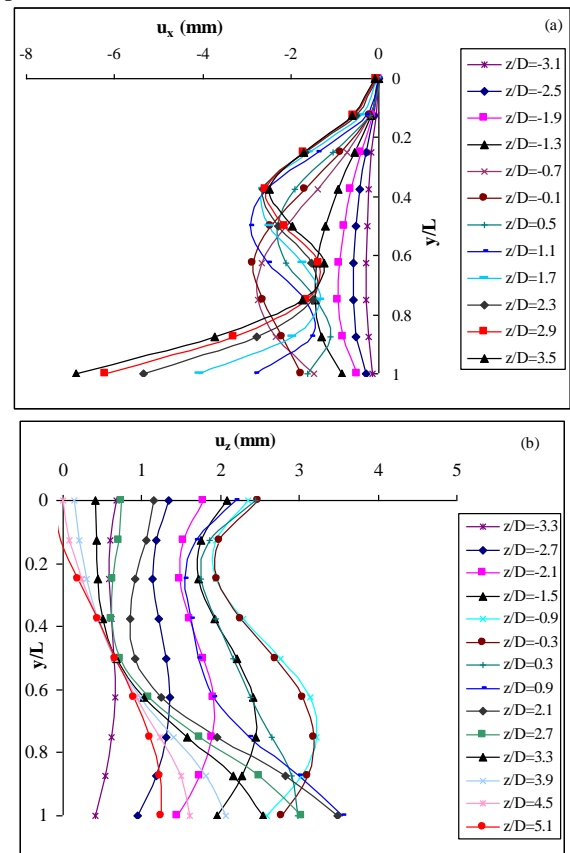 u_x (mm)
(a)
-8 -6 -4 -2 0
0
0.2
0.4
0.6
0.8
1
y/L
z/D=-3.1
z/D=-2.5
z/D=-1.9
z/D=-1.3
z/D=-0.7
z/D=-0.1
z/D=0.5
z/D=1.1
z/D=1.7
z/D=2.3
z/D=2.9
z/D=3.5
u_z (mm)
(b)
0 1 2 3 4 5
0
0.2
0.4
0.6
0.8
1
y/L
z/D=-3.3
z/D=-2.7
z/D=-2.1
z/D=-1.5
z/D=-0.9
z/D=-0.3
z/D=0.3
z/D=0.9
z/D=2.1
z/D=2.7
z/D=3.3
z/D=3.9
z/D=4.5
z/D=5.1